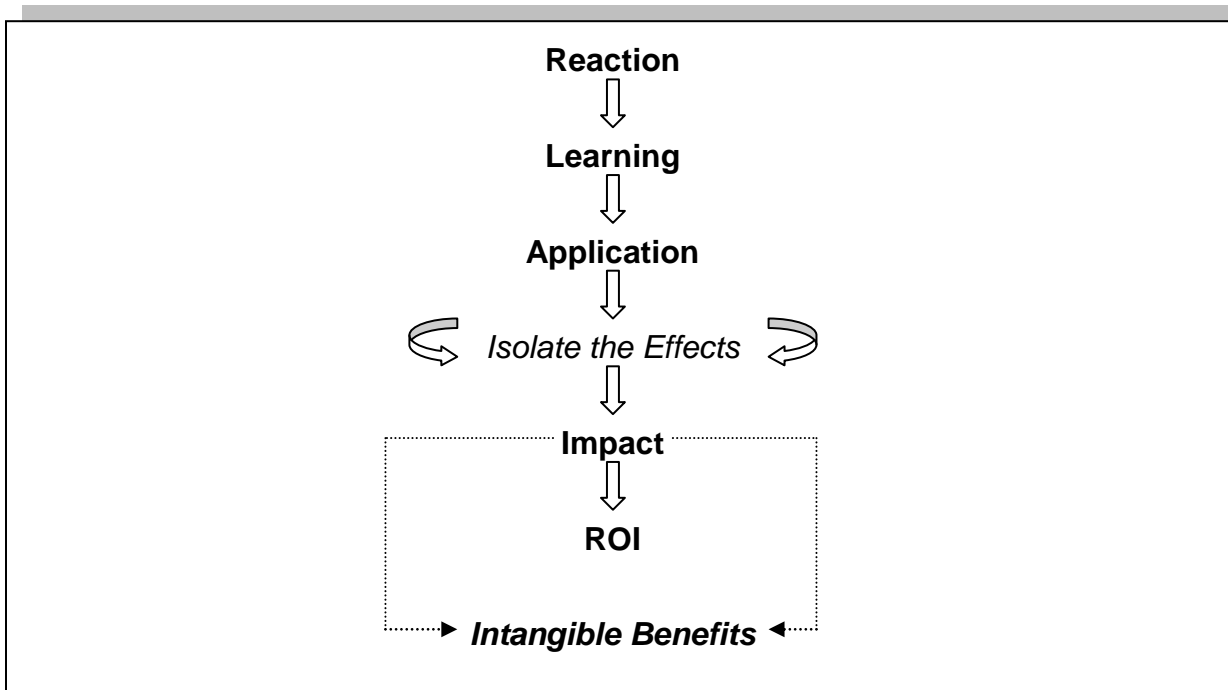 Reaction
Learning
Application
Isolate the Effects
Impact
ROI
Intangible Benefits